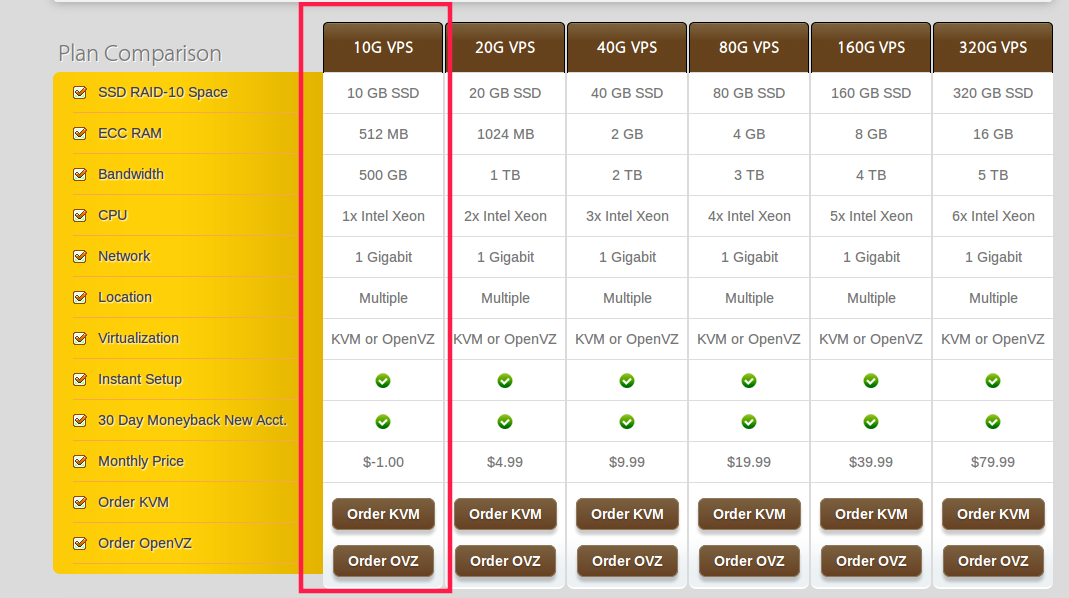 10G VPS 20G VPS 40G VPS 80G VPS 160G VPS 320G VPS
Plan Comparison
SSD RAID-10 Space 10 GB SSD 20 GB SSD 40 GB SSD 80 GB SSD 160 GB SSD 320 GB SSD
ECC RAM 512 MB 1024 MB 2 GB 4 GB 8 GB 16 GB
Bandwidth 500 GB 1 TB 2 TB 3 TB 4 TB 5 TB
CPU 1x Intel Xeon 2x Intel Xeon 3x Intel Xeon 4x Intel Xeon 5x Intel Xeon 6x Intel Xeon
Network 1 Gigabit 1 Gigabit 1 Gigabit 1 Gigabit 1 Gigabit 1 Gigabit
Location Multiple Multiple Multiple Multiple Multiple Multiple
Virtualization KVM or OpenVZ KVM or OpenVZ KVM or OpenVZ KVM or OpenVZ KVM or OpenVZ KVM or OpenVZ
Instant Setup
30 Day Moneyback New Acct.
Monthly Price $-1.00 $4.99 $9.99 $19.99 $39.99 $79.99
Order KVM Order KVM Order KVM Order KVM Order KVM Order KVM Order KVM
Order OpenVZ Order OVZ Order OVZ Order OVZ Order OVZ Order OVZ Order OVZ